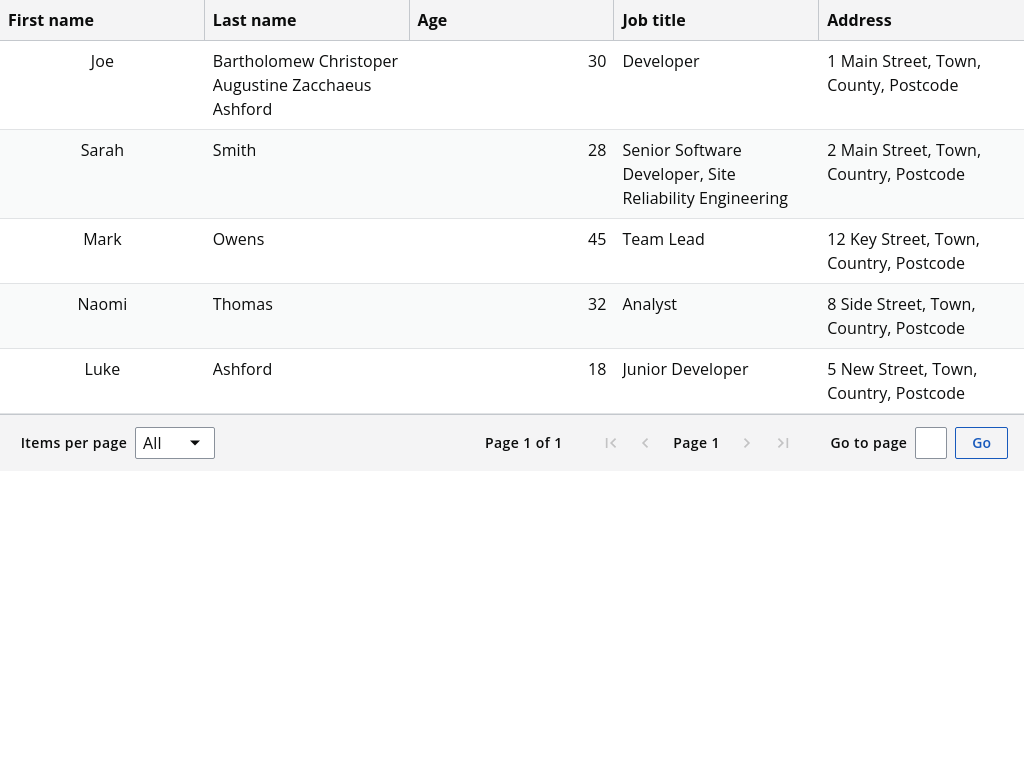 First name Last name Age Job title Address
Joe Bartholomew Christoper 30 Developer 1 Main Street, Town,
Augustine Zacchaeus County, Postcode
Ashford
Sarah Smith 28 Senior Software 2 Main Street, Town,
Developer, Site Country, Postcode
Reliability Engineering
Mark Owens 45 Team Lead 12 Key Street, Town,
Country, Postcode
Naomi Thomas 32 Analyst 8 Side Street, Town,
Country, Postcode
Luke Ashford 18 Junior Developer 5 New Street, Town,
Country, Postcode
Items per page All Page 1 of 1 Page 1 Go to page Go